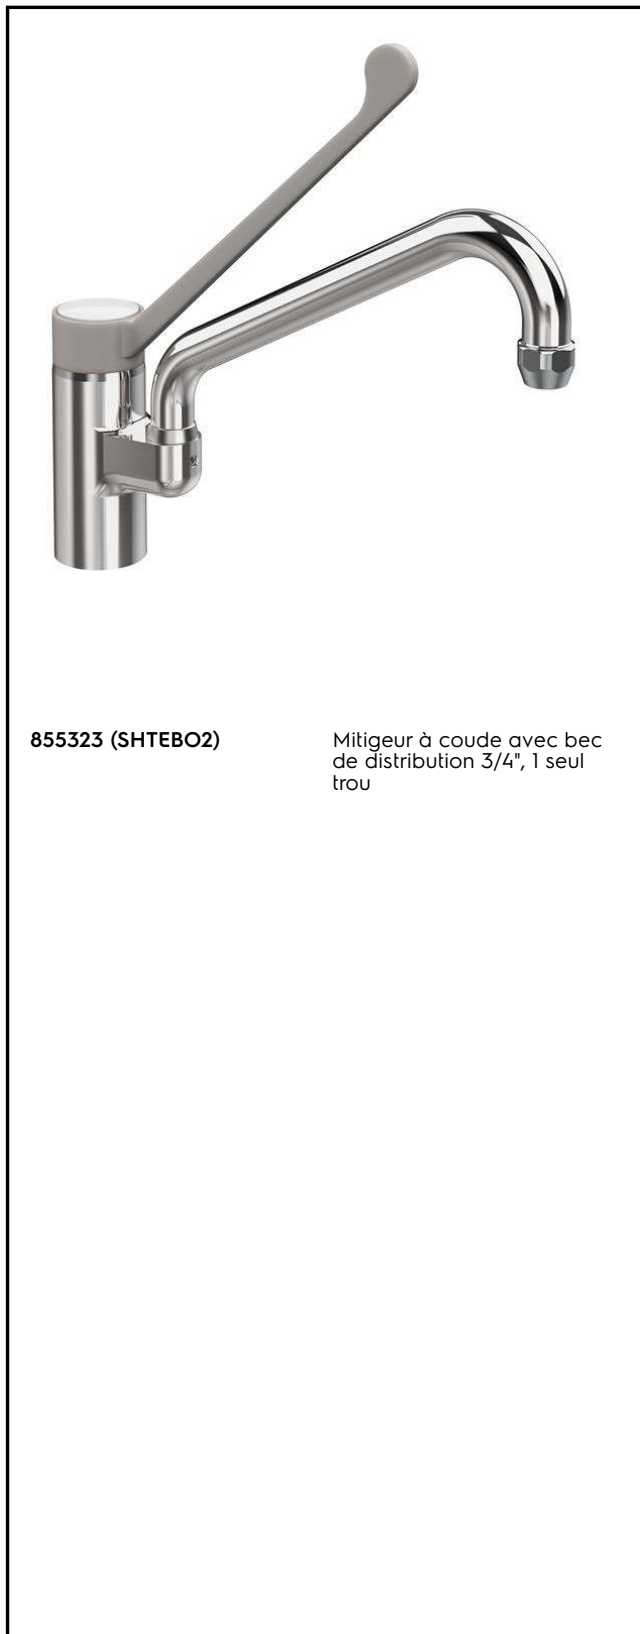 855323 (SHTEBO2)
Mitigeur à coude avec bec
de distribution 3/4", 1 seul
trou